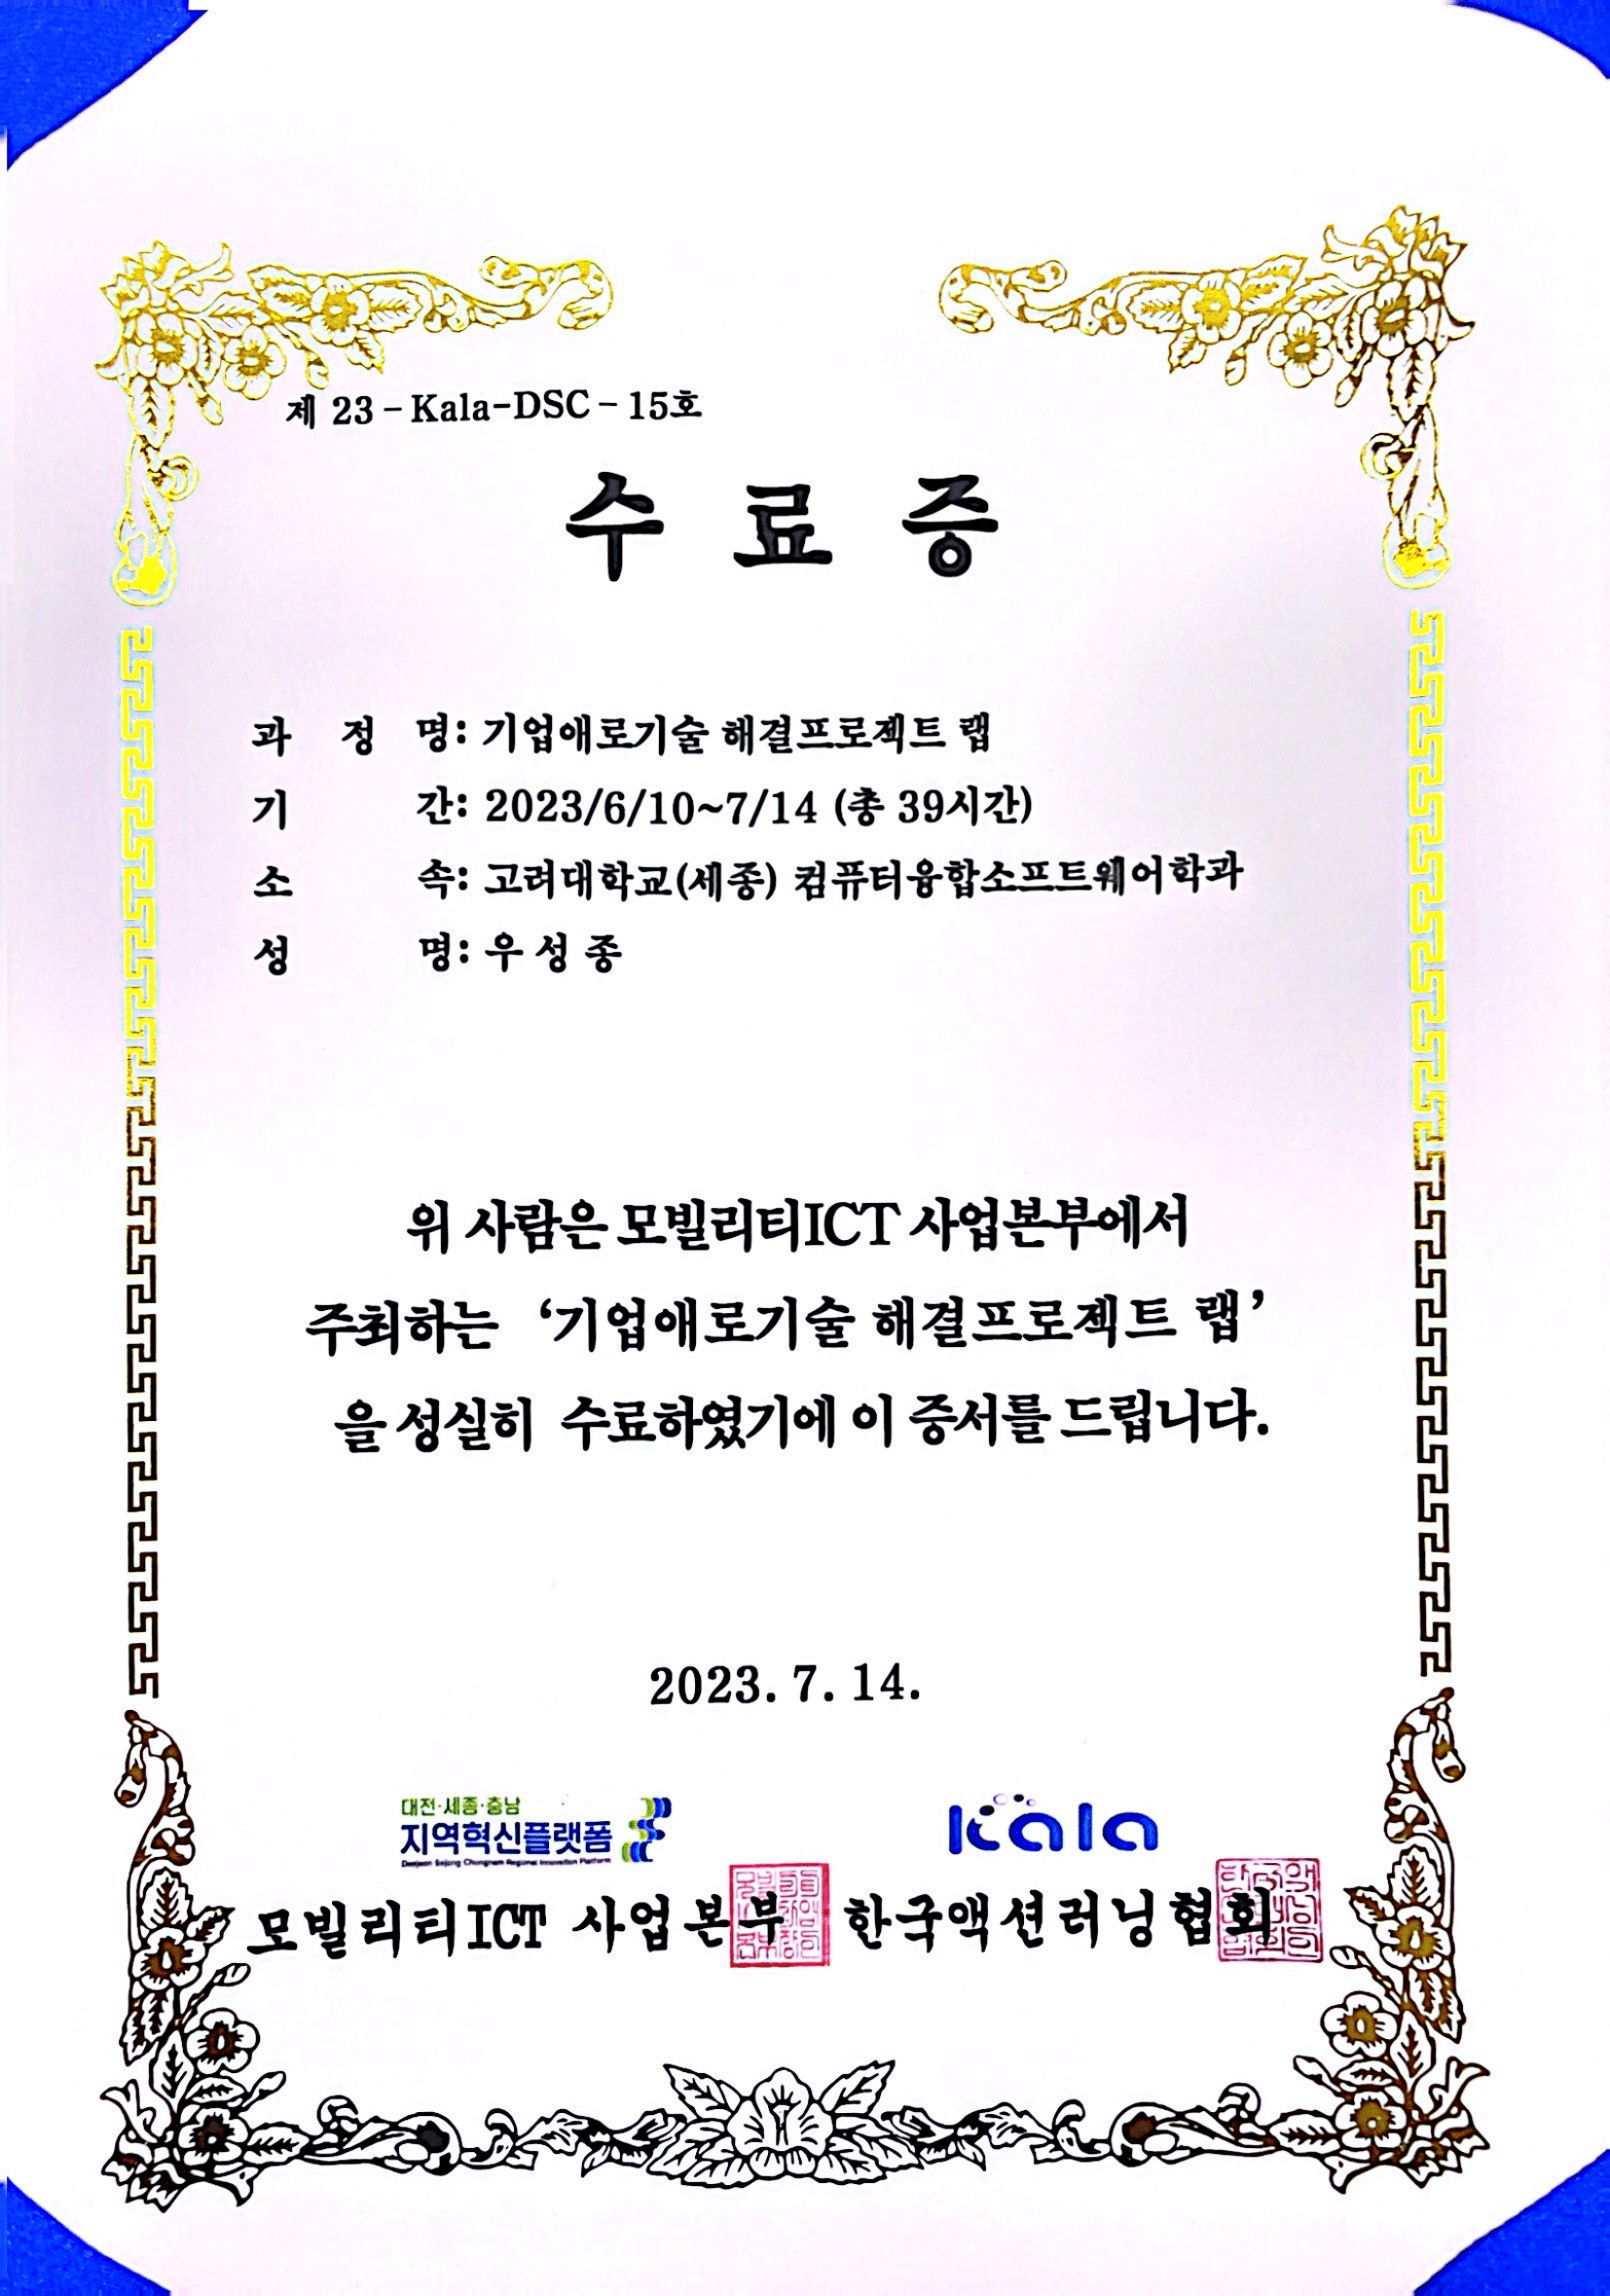 제 23 - Kala-DSC - 15호
수 료 증
과 정 명: 기업애로기술 해결프로젝트 랩
기 간: 2023/6/10~7/14 (총 39시간)
소 속: 고려대학교(세종) 컴퓨터융합소프트웨어학과
성 명: 우 성 종
위 사람은 모빌리티ICT 사업본부에서
주최하는 ‘기업애로기술 해결프로젝트 랩’
을 성실히 수료하였기에 이 증서를 드립니다.
2023. 7. 14.
대전·세종·충남
지역혁신플랫폼
Daejeon Sejong Chungnam Regional Innovation Platform
kala
모빌리티ICT 사업본부 한국액션러닝협회